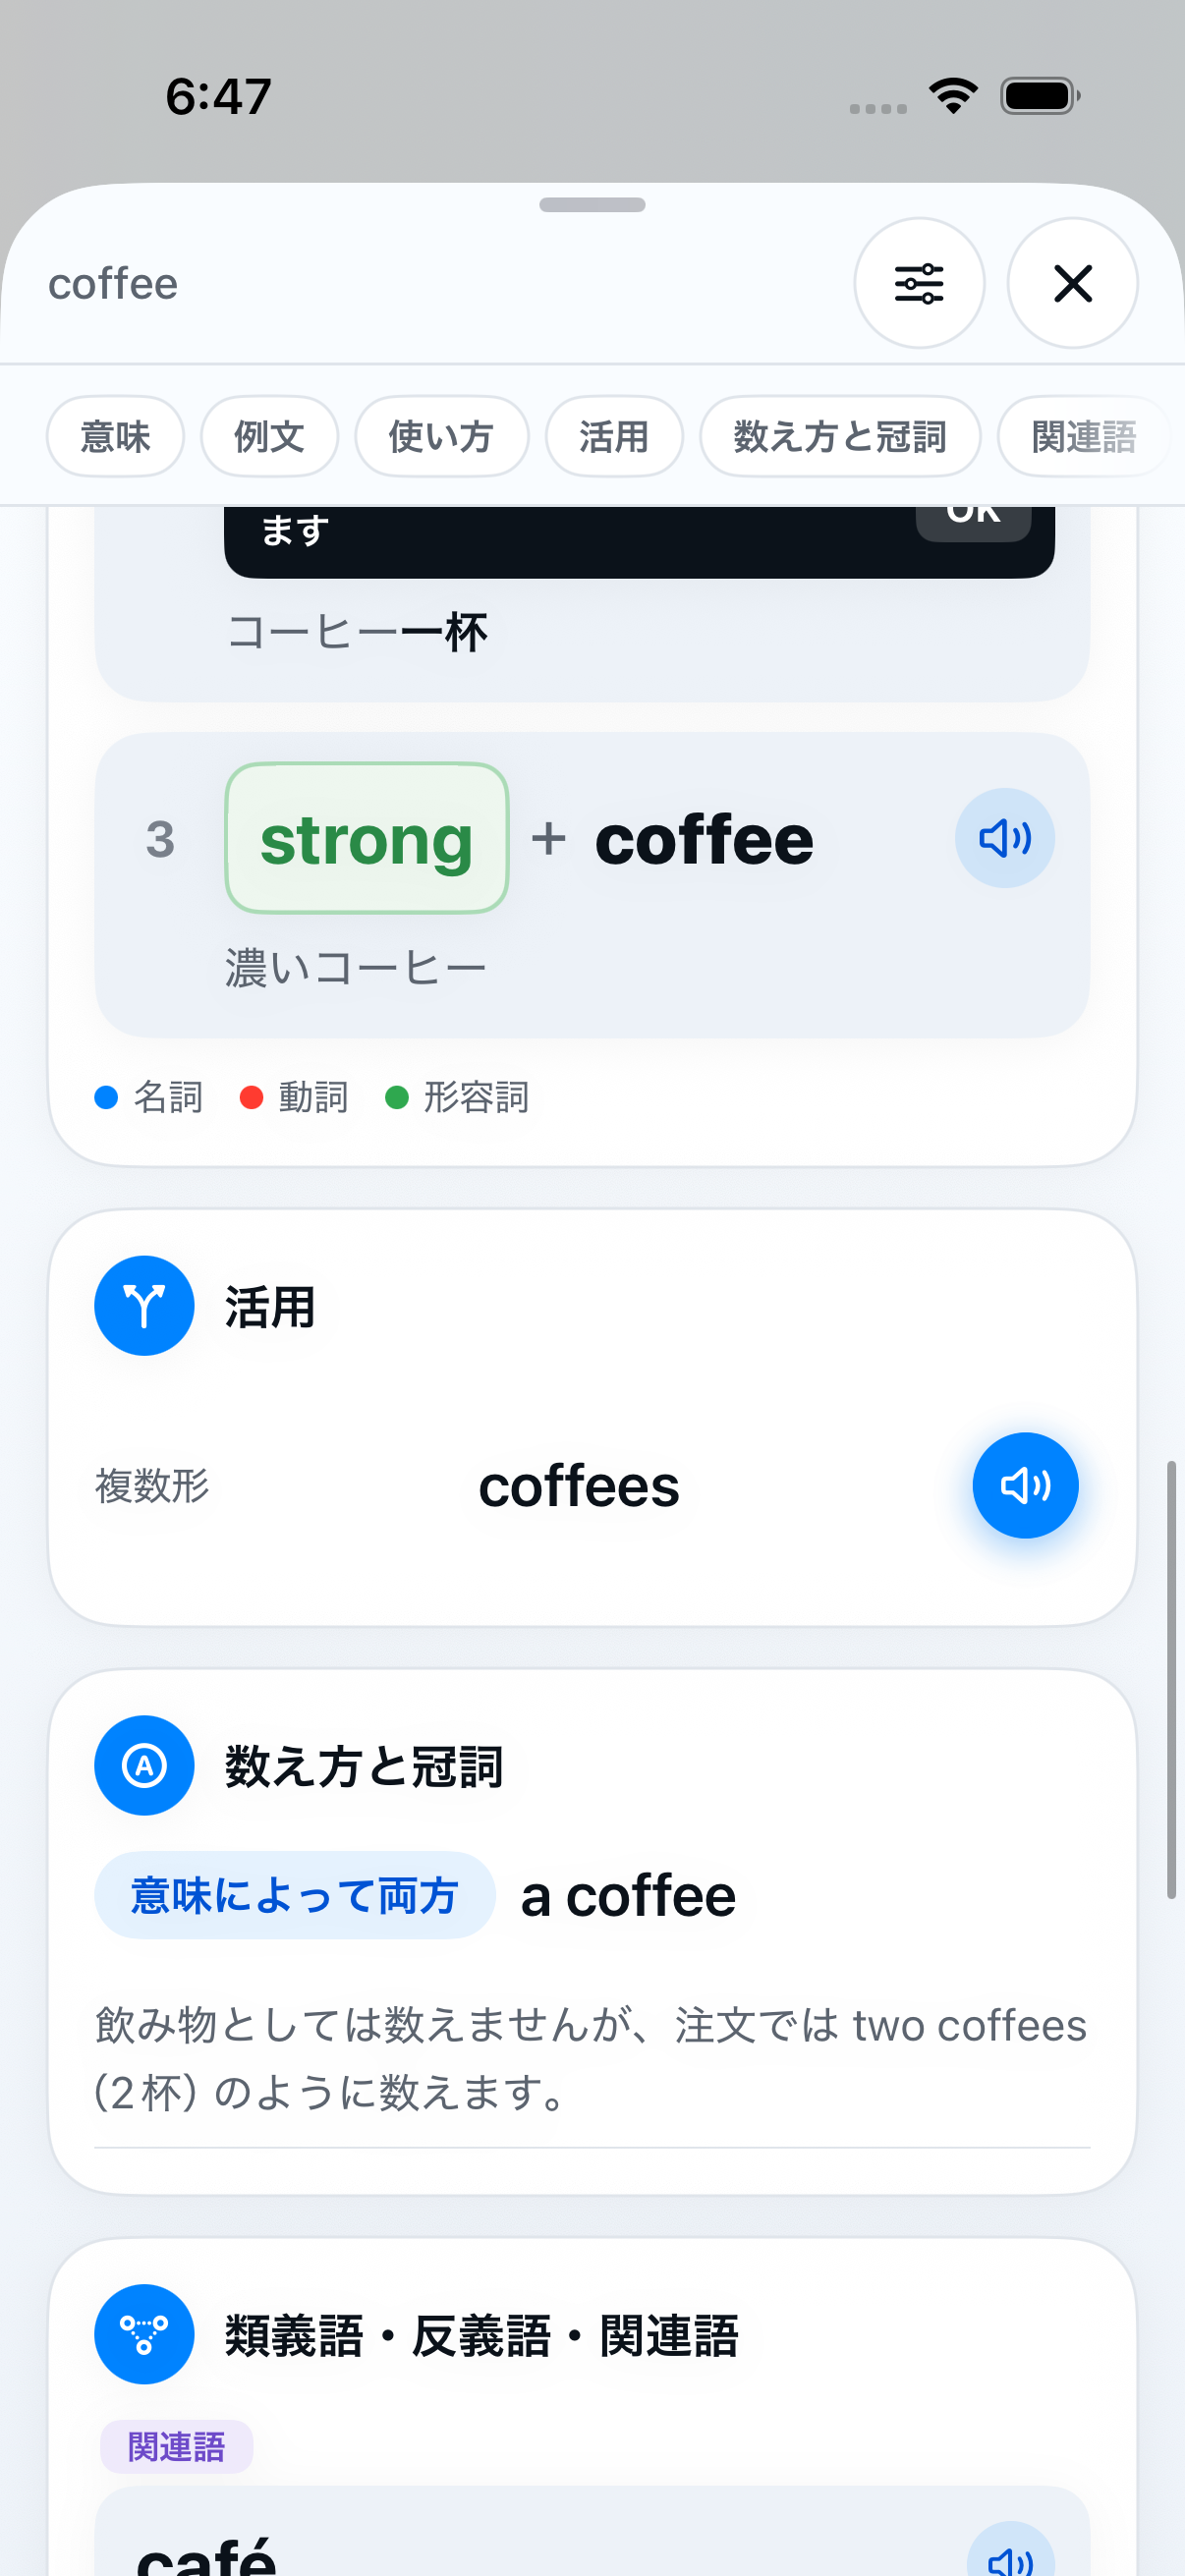 6:47
coffee
意味
例文
使い方
活用
数え方と冠詞
関連語
ます
OK
コーヒー一杯
3 strong + coffee
濃いコーヒー
名詞 動詞 形容詞
活用
複数形 coffees
A 数え方と冠詞
意味によって両方 a coffee
飲み物としては数えませんが、注文では two coffees
(2杯) のように数えます。
類義語・反義語・関連語
関連語
café